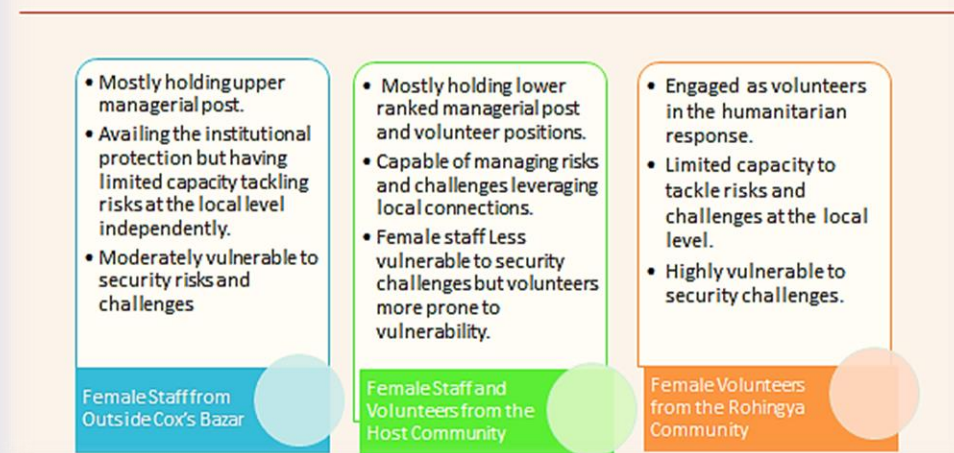 • Mostly holding upper
managerial post.
• Availing the institutional
protection but having
limited capacity tackling
risks at the local level
independently.
• Moderately vulnerable to
security risks and
challenges
Female Staff from
Outside Cox's Bazar
• Mostly holding lower
ranked managerial post
and volunteer positions.
• Capable of managing risks
and challenges leveraging
local connections.
• Female staff Less
vulnerable to security
challenges but volunteers
more prone to
vulnerability.
Female Staff and
Volunteers from the
Host Community
• Engaged as volunteers
in the humanitarian
response.
• Limited capacity to
tackle risks and
challenges at the local
level.
• Highly vulnerable to
security challenges.
Female Volunteers
from the Rohingya
Community